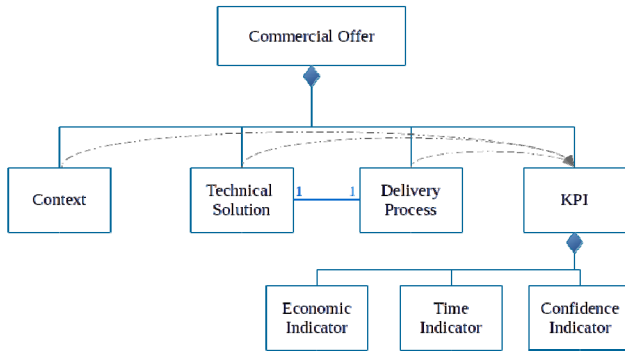 Commercial Offer
Context
Technical
Solution
1
1
Delivery
Process
KPI
Economic
Indicator
Time
Indicator
Confidence
Indicator